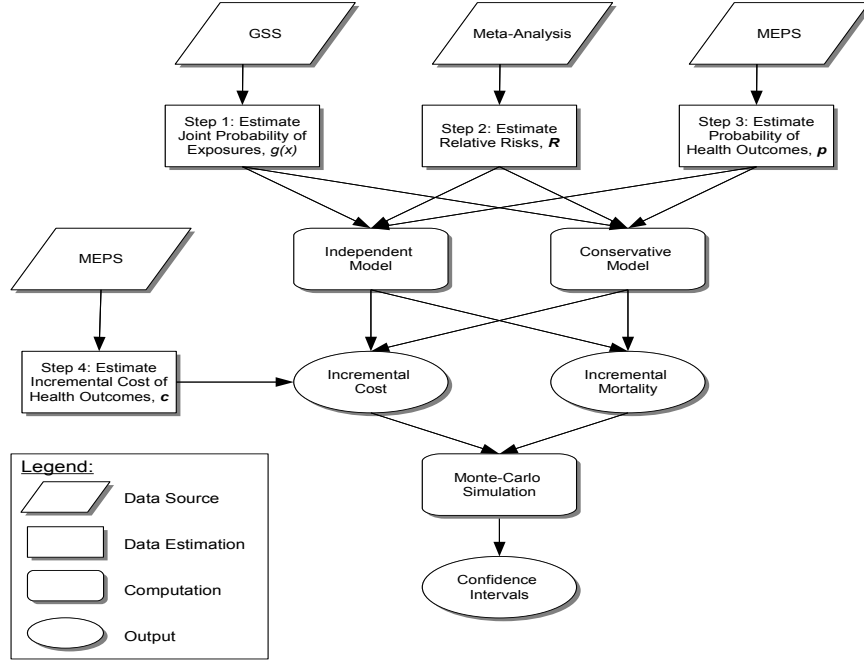 GSS
Meta-Analysis
MEPS
Step 1: Estimate
Joint Probability of
Exposures, g(x)
Step 2: Estimate
Relative Risks, R
Step 3: Estimate
Probability of
Health Outcomes, p
Independent
Model
Conservative
Model
MEPS
Step 4: Estimate
Incremental Cost of
Health Outcomes, c
Incremental
Cost
Incremental
Mortality
Monte-Carlo
Simulation
Confidence
Intervals
Legend:
Data Source
Data Estimation
Computation
Output